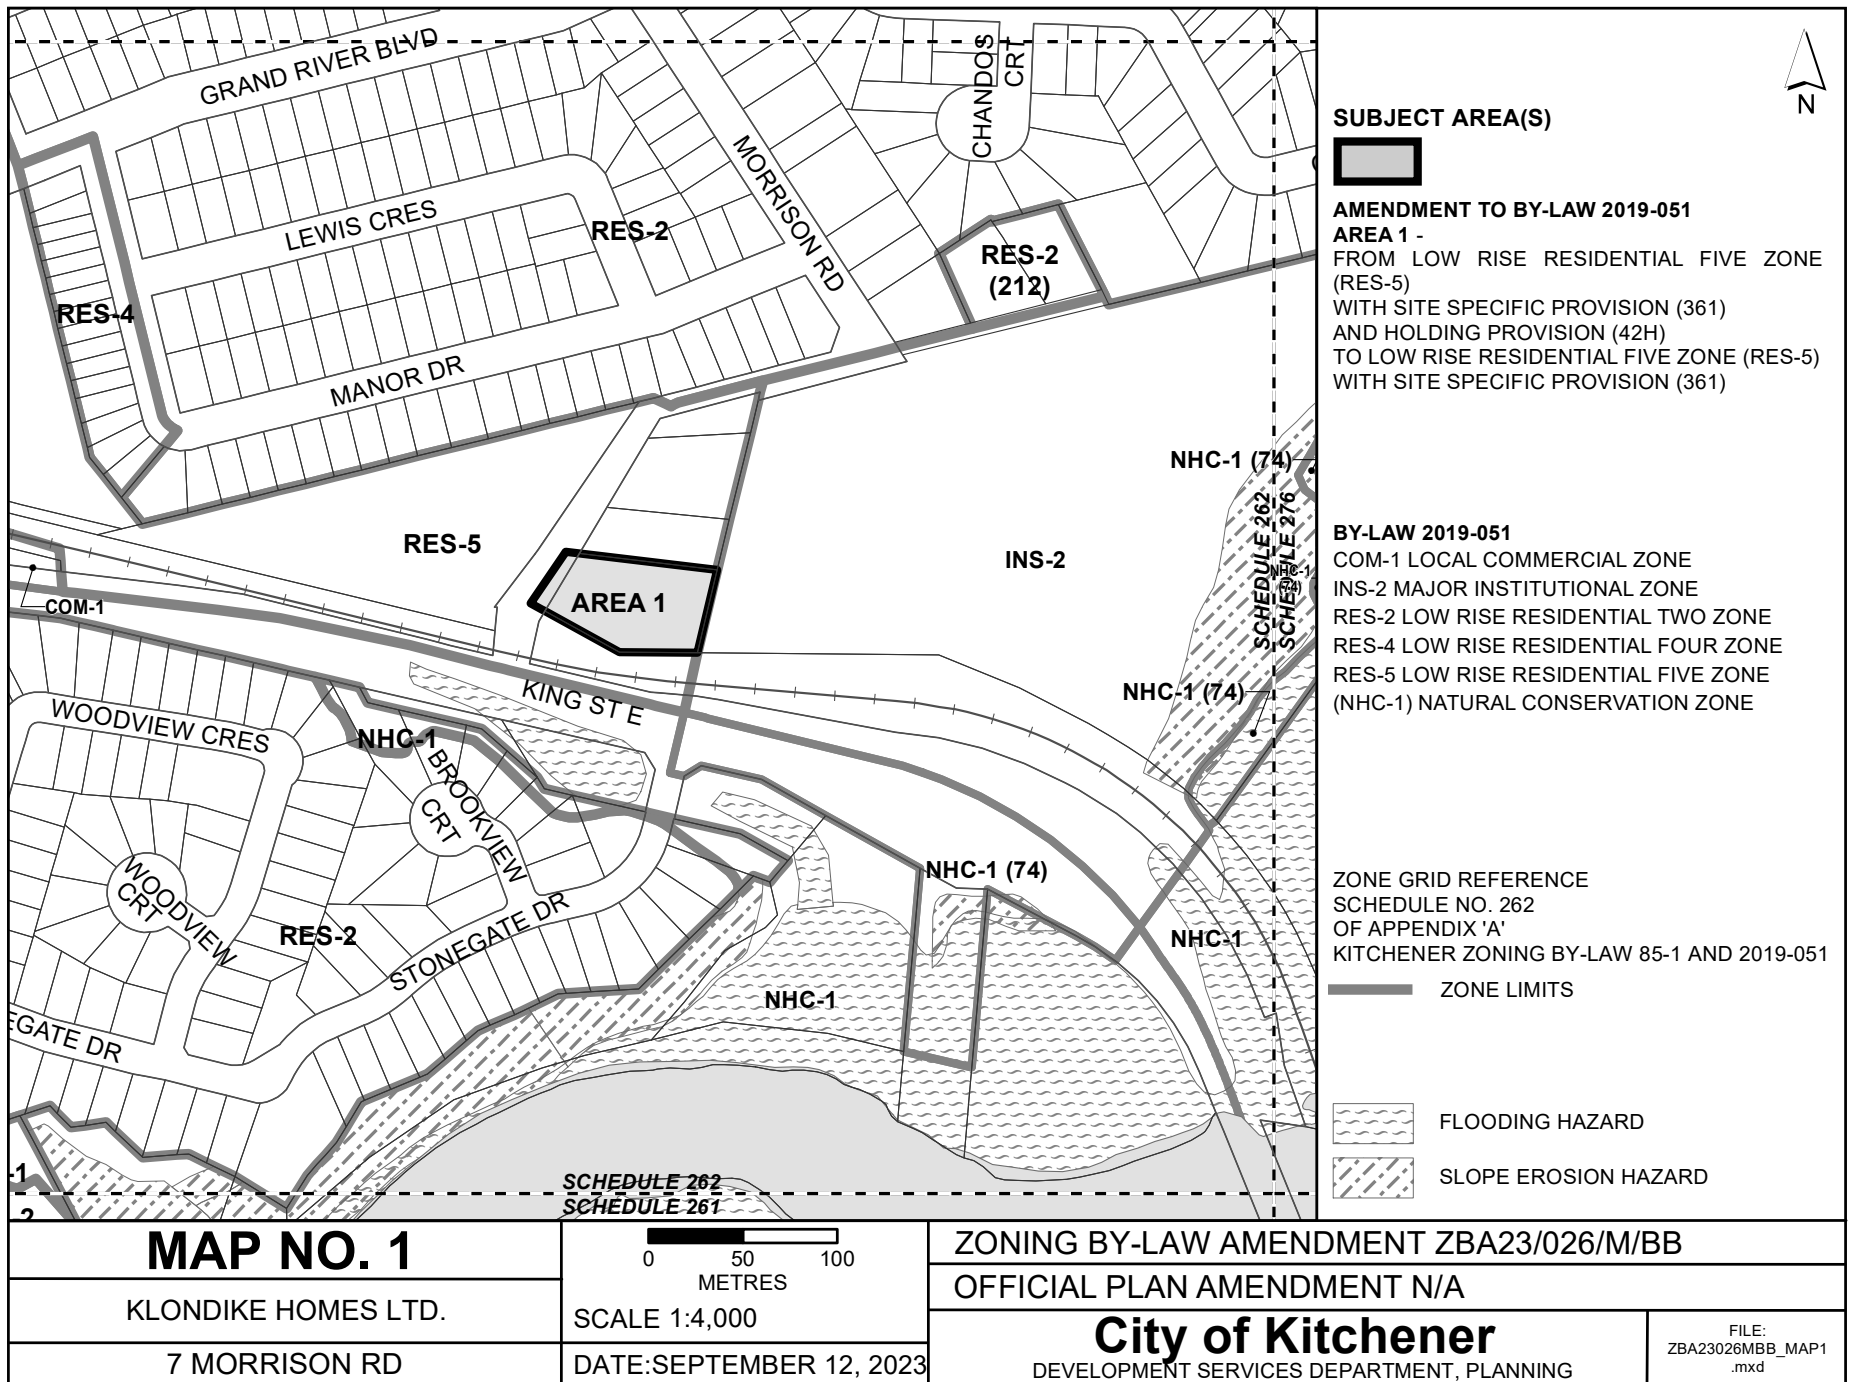 GRAND RIVER BLVD
CHANDOS
CRT
MORRISON RD
LEWIS CRES
RES-2
RES-2
(212)
RES-4
MANOR DR
NHC-1 (74)
SCHEDULE 262
SCHEDULE 276
RES-5
INS-2
NHC-1
(74)
AREA 1
COM-1
KING ST E
NHC-1 (74)
WOODVIEW CRES
NHC-1
BROOKVIEW
CRT
NHC-1 (74)
WOODVIEW
CRT
RES-2
STONEGATE DR
NHC-1
NHC-1
EGATE DR
-1
-2
SCHEDULE 262
SCHEDULE 261
N
SUBJECT AREA(S)
AMENDMENT TO BY-LAW 2019-051
AREA 1 -
FROM LOW RISE RESIDENTIAL FIVE ZONE
(RES-5)
WITH SITE SPECIFIC PROVISION (361)
AND HOLDING PROVISION (42H)
TO LOW RISE RESIDENTIAL FIVE ZONE (RES-5)
WITH SITE SPECIFIC PROVISION (361)
BY-LAW 2019-051
COM-1 LOCAL COMMERCIAL ZONE
INS-2 MAJOR INSTITUTIONAL ZONE
RES-2 LOW RISE RESIDENTIAL TWO ZONE
RES-4 LOW RISE RESIDENTIAL FOUR ZONE
RES-5 LOW RISE RESIDENTIAL FIVE ZONE
(NHC-1) NATURAL CONSERVATION ZONE
ZONE GRID REFERENCE
SCHEDULE NO. 262
OF APPENDIX 'A'
KITCHENER ZONING BY-LAW 85-1 AND 2019-051
ZONE LIMITS
FLOODING HAZARD
SLOPE EROSION HAZARD
MAP NO. 1
KLONDIKE HOMES LTD.
7 MORRISON RD
0 50 100
METRES
SCALE 1:4,000
DATE:SEPTEMBER 12, 2023
ZONING BY-LAW AMENDMENT ZBA23/026/M/BB
OFFICIAL PLAN AMENDMENT N/A
City of Kitchener
DEVELOPMENT SERVICES DEPARTMENT, PLANNING
FILE:
ZBA23026MBB_MAP1
.mxd